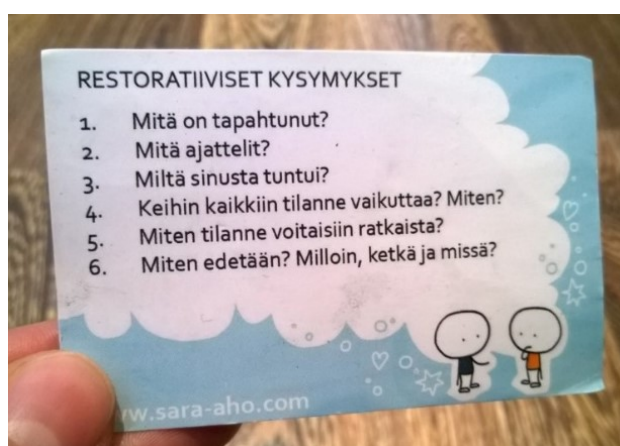 RESTORATIIVISET KYSYMYKSET
1. Mitä on tapahtunut?
2. Mitä ajattelit?
3. Miltä sinusta tuntui?
4. Keihin kaikkiin tilanne vaikuttaa? Miten?
5. Miten tilanne voitaisiin ratkaista?
6. Miten edetään? Milloin, ketkä ja missä?
w.sara-aho.com